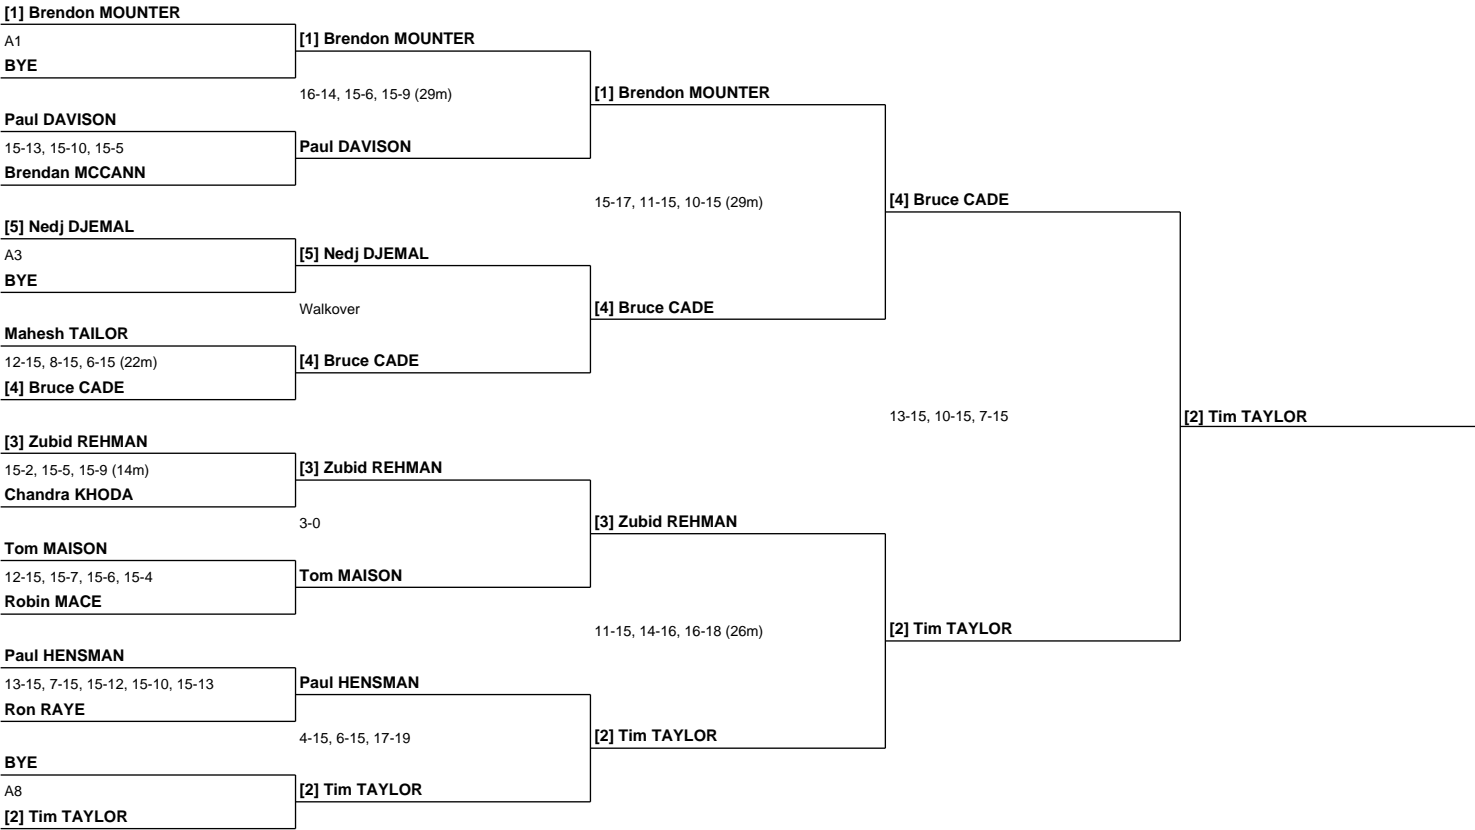 [1] Brendon MOUNTER
A1
BYE
Paul DAVISON
15-13, 15-10, 15-5
Brendan MCCANN
[5] Nedj DJEMAL
A3
BYE
Mahesh TAILOR
12-15, 8-15, 6-15 (22m)
[4] Bruce CADE
[3] Zubid REHMAN
15-2, 15-5, 15-9 (14m)
Chandra KHODA
Tom MAISON
12-15, 15-7, 15-6, 15-4
Robin MACE
Paul HENSMAN
13-15, 7-15, 15-12, 15-10, 15-13
Ron RAYE
BYE
A8
[2] Tim TAYLOR
[1] Brendon MOUNTER
16-14, 15-6, 15-9 (29m)
Paul DAVISON
[5] Nedj DJEMAL
Walkover
[4] Bruce CADE
[3] Zubid REHMAN
3-0
Tom MAISON
Paul HENSMAN
4-15, 6-15, 17-19
[2] Tim TAYLOR
[1] Brendon MOUNTER
15-17, 11-15, 10-15 (29m)
[4] Bruce CADE
[3] Zubid REHMAN
11-15, 14-16, 16-18 (26m)
[2] Tim TAYLOR
[4] Bruce CADE
13-15, 10-15, 7-15
[2] Tim TAYLOR
[2] Tim TAYLOR